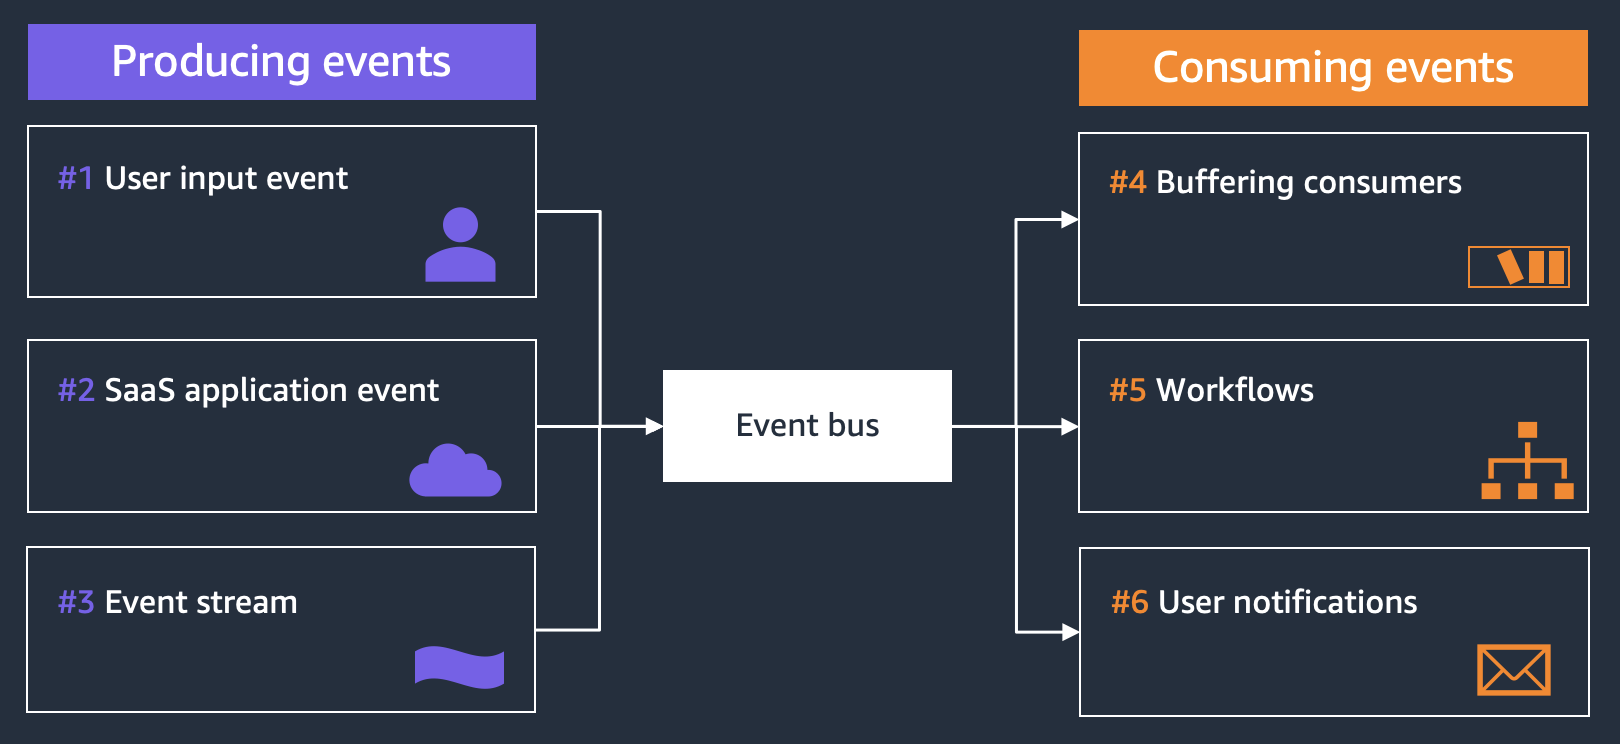 Producing events
#1 User input event
#2 SaaS application event
#3 Event stream
Event bus
Consuming events
#4 Buffering consumers
#5 Workflows
#6 User notifications